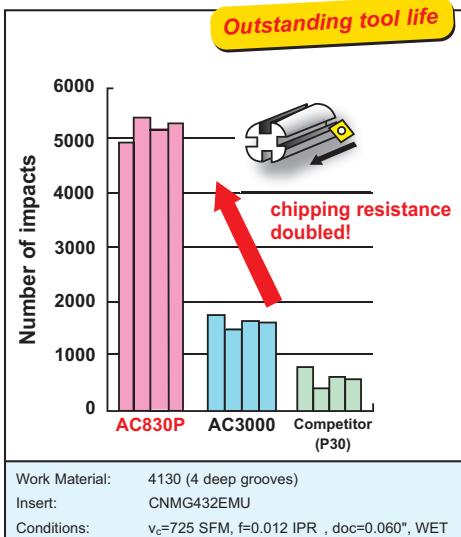 Outstanding tool life
6000
5000
4000
3000
2000
1000
0
Number of impacts
chipping resistance
doubled!
AC830P
AC3000
Competitor
(P30)
Work Material: 4130 (4 deep grooves)
Insert: CNMG432EMU
Conditions: vc=725 SFM, f=0.012 IPR , doc=0.060", WET